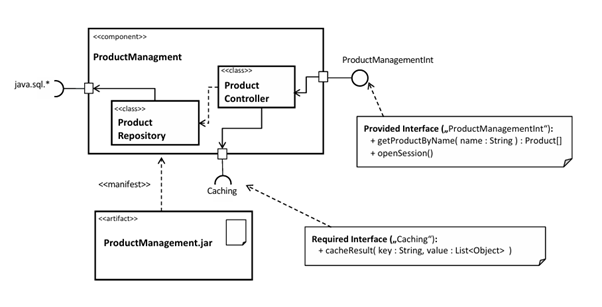 <<component>>
ProductManagment
ProductManagementInt
<<class>>
Product
Controller
java.sql.*
<<class>>
Product
Repository
Provided Interface („ProductManagementInt“):
+ getProductByName( name : String ) : Product[]
+ openSession()
<<manifest>>
Caching
<<artifact>>
ProductManagement.jar
Required Interface („Caching“):
+ cacheResult( key : String, value : List<Object> )